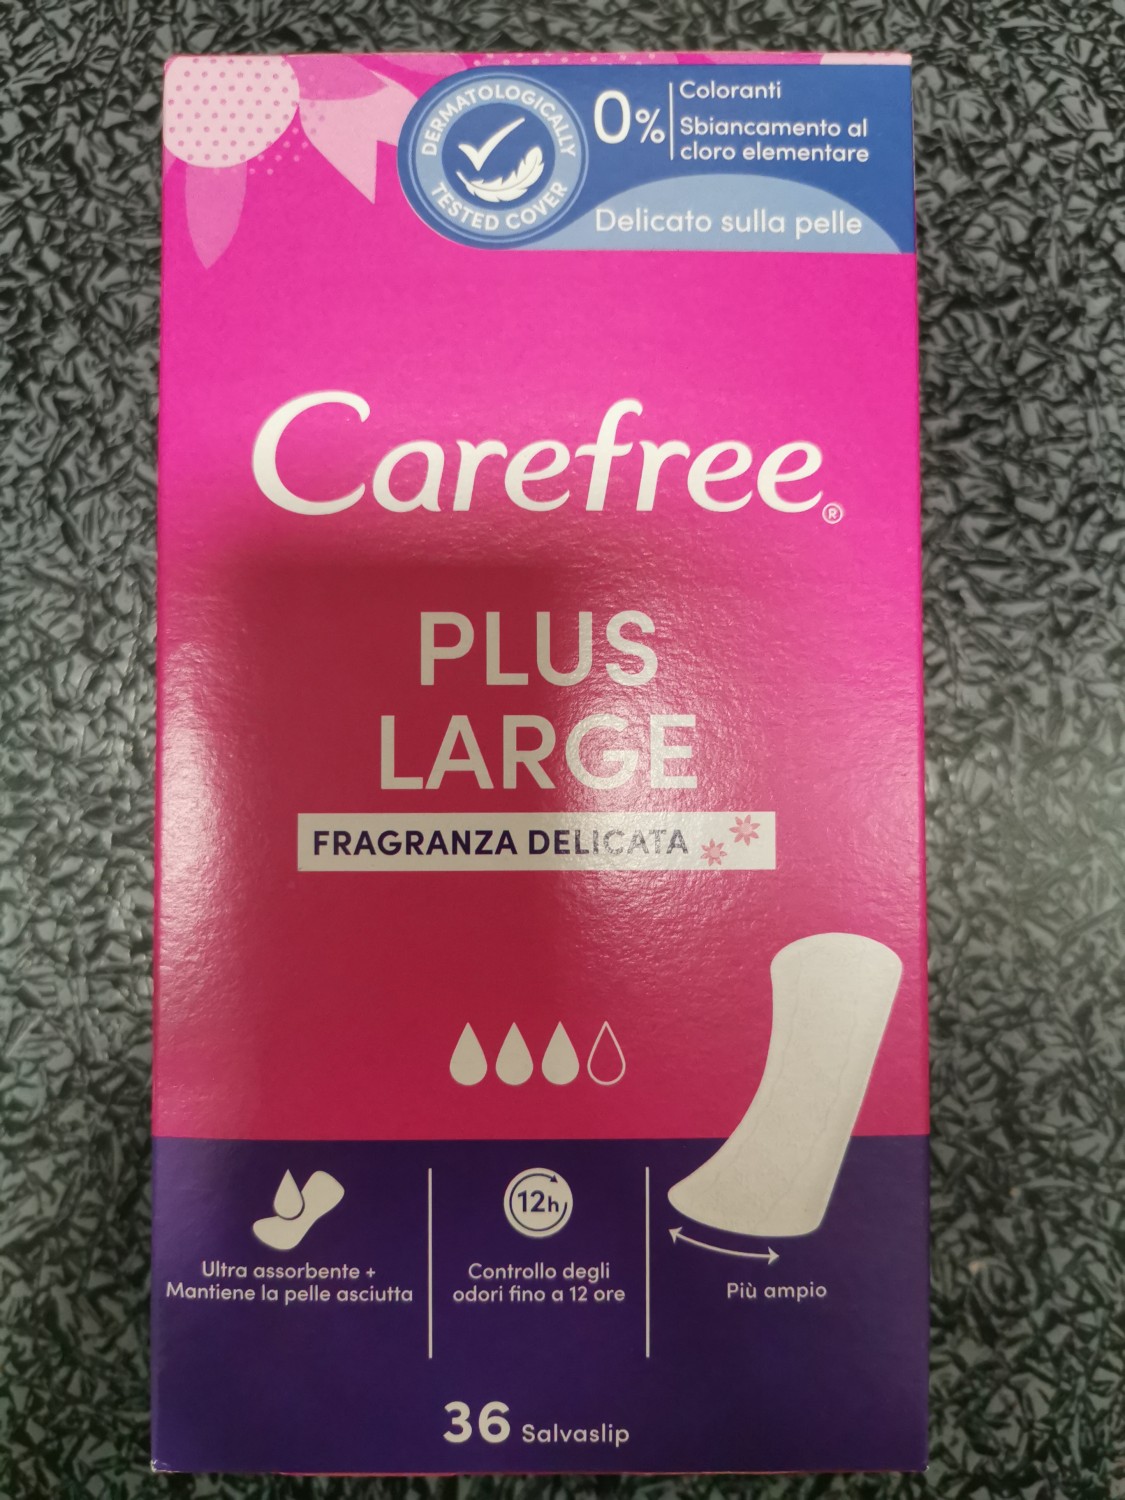 DERMATOLOGICALLY
TESTED COVER
0%
Coloranti
Sbiancamento al
cloro elementare
Delicato sulla pelle
Carefree®
PLUS
LARGE
FRAGRANZA DELICATA
Ultra assorbente +
Mantiene la pelle asciutta
12h
Controllo degli
odori fino a 12 ore
Più ampio
36 Salvaslip